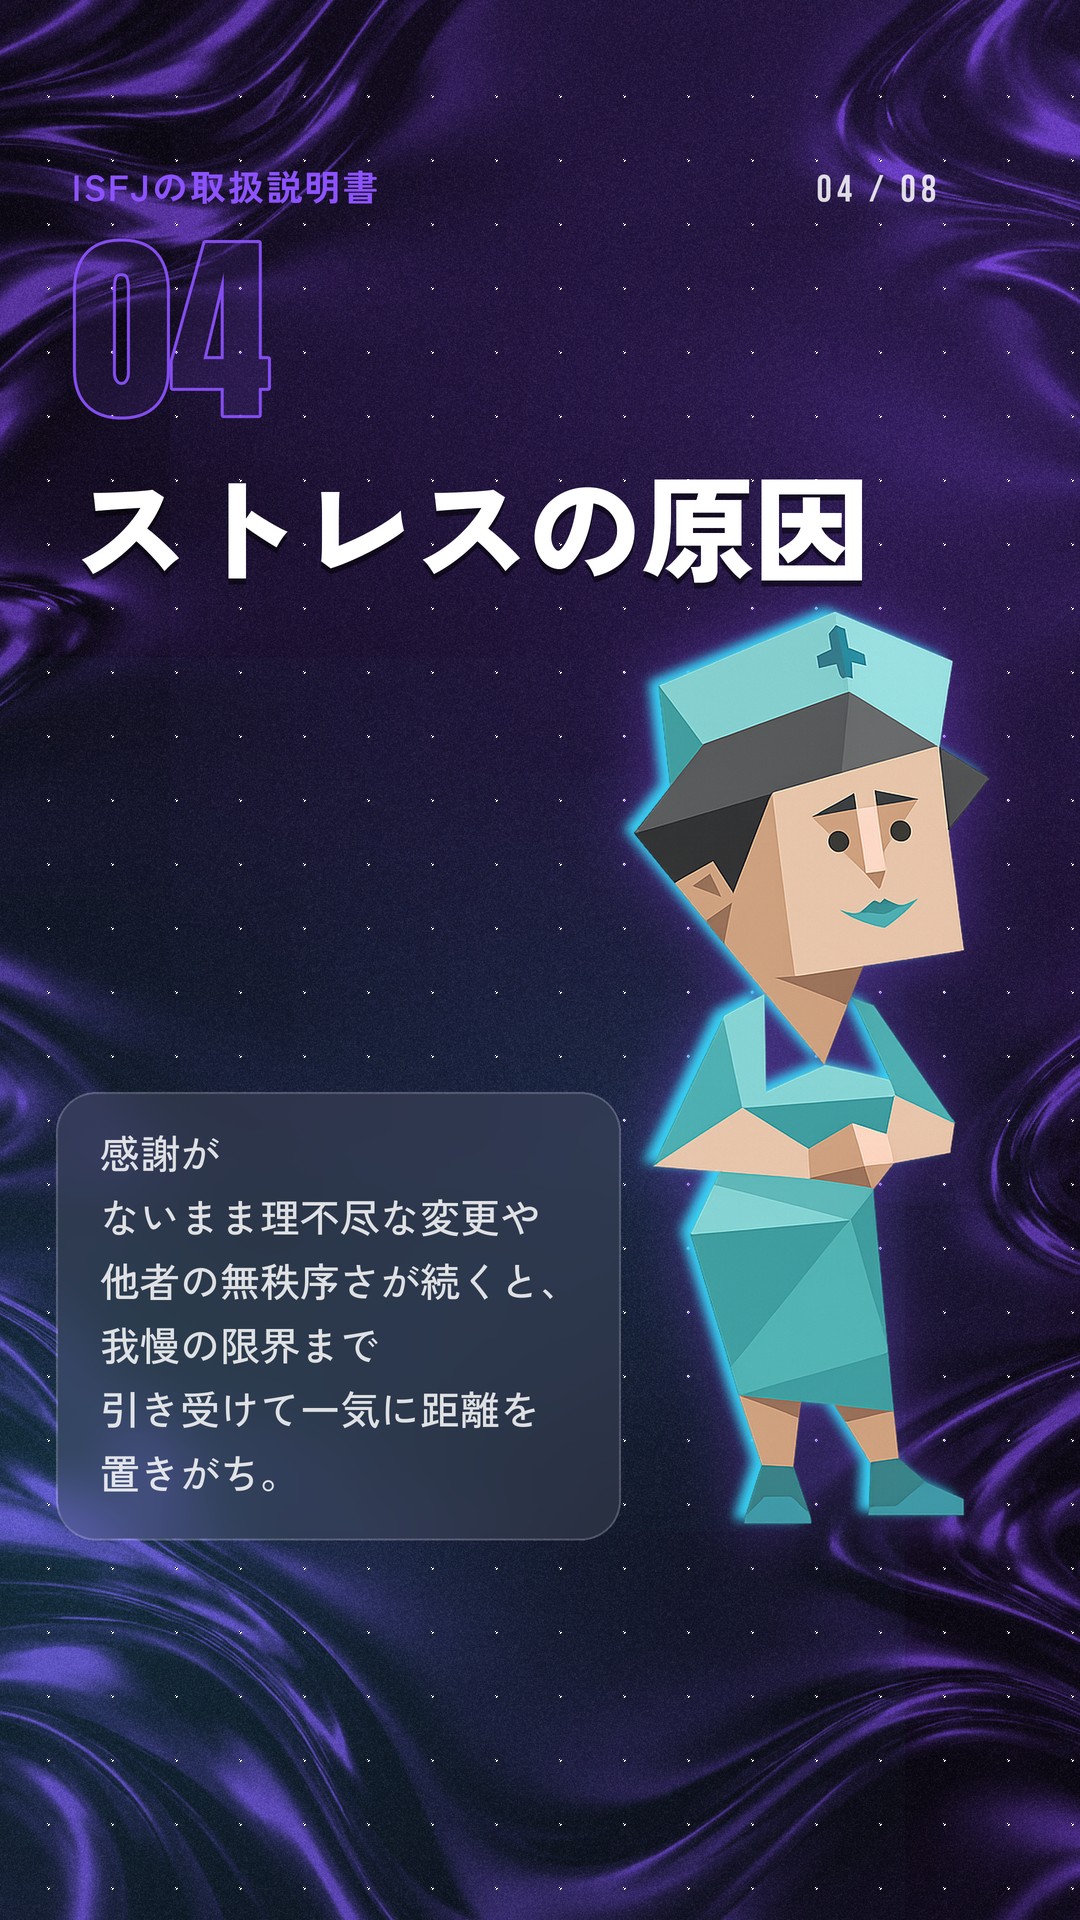 ISFJの取扱説明書
04 / 08
04
ストレスの原因
感謝が
ないまま理不尽な変更や
他者の無秩序さが続くと、
我慢の限界まで
引き受けて一気に距離を
置きがち。